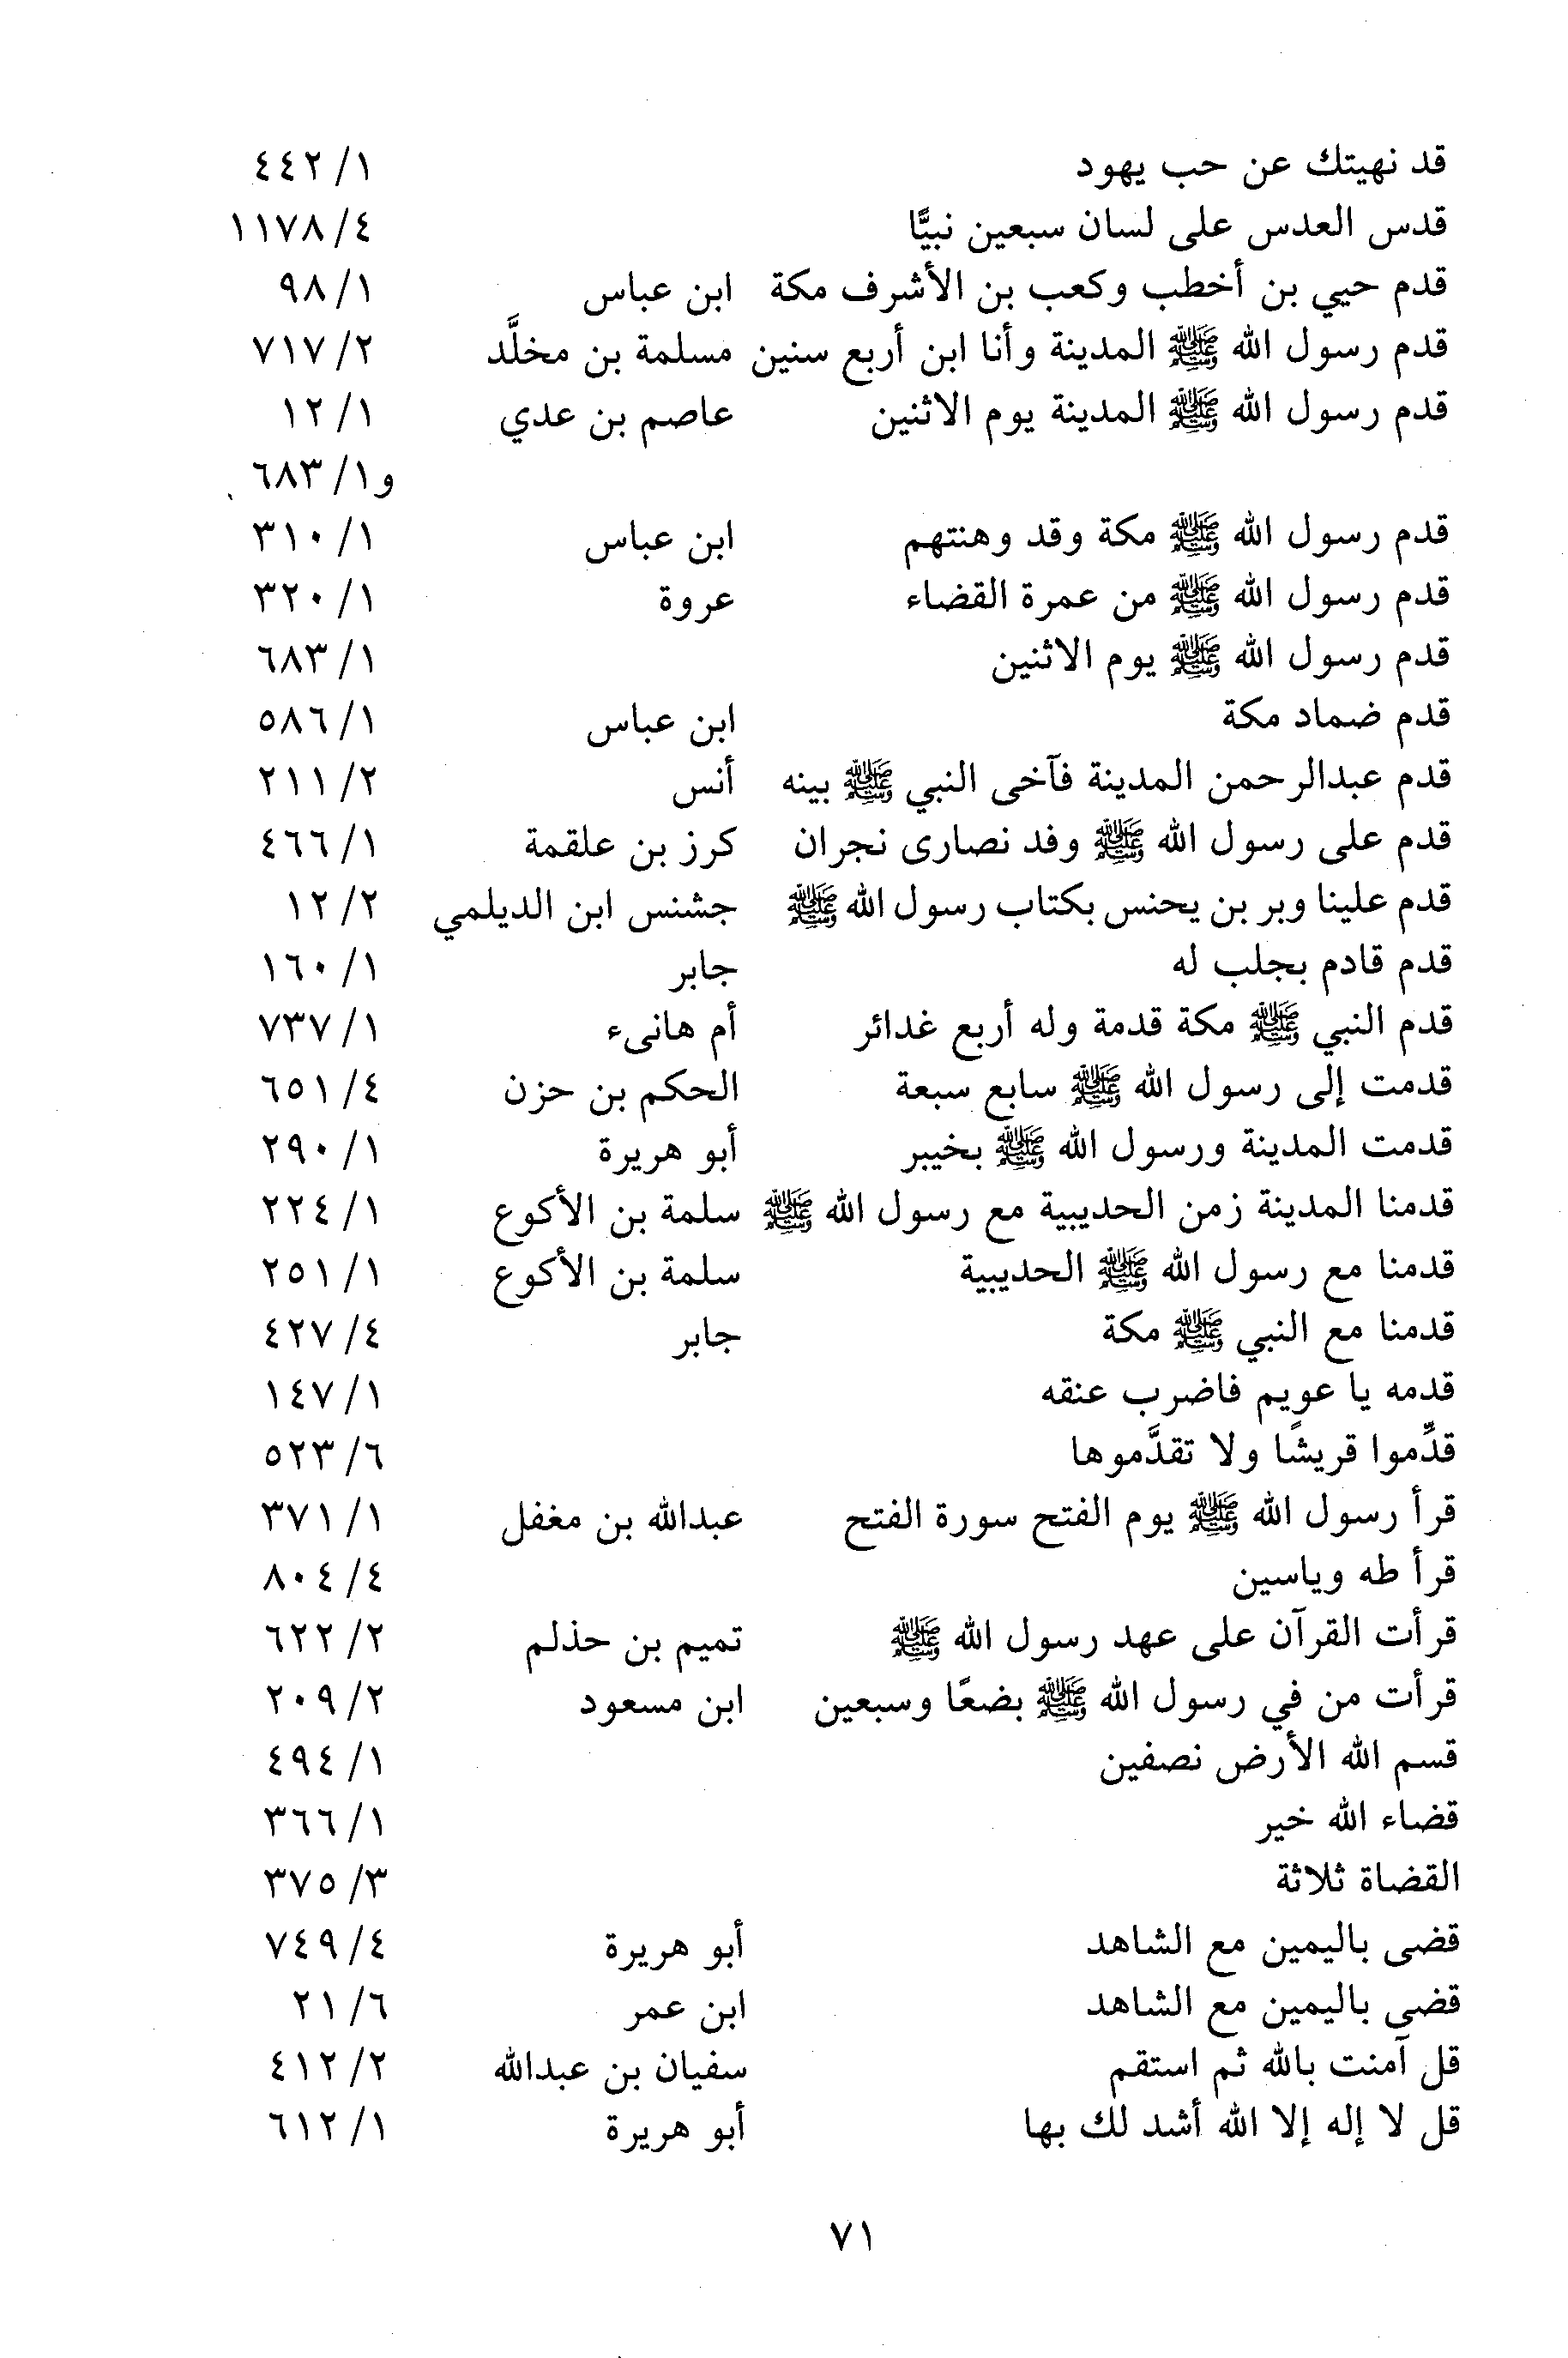 قد نهيتك عن حب يهود ١/ ٤٤٢
قدس العدس على لسان سبعين نبيًّا ٤/ ١١٧٨
قدم حيي بن أخطب وكعب بن الأشرف مكة ابن عباس ١/ ٩٨
قدم رسول الله ﷺ المدينة وأنا ابن أربع سنين مسلمة بن مخلَّد ٢/ ٧١٧
قدم رسول الله ﷺ المدينة يوم الاثنين عاصم بن عدي ١/ ١٢
و١/ ٦٨٣
قدم رسول الله ﷺ مكة وقد وهنتهم ابن عباس ١/ ٣١٠
قدم رسول الله ﷺ من عمرة القضاء عروة ١/ ٣٢٠
قدم رسول الله ﷺ يوم الاثنين ١/ ٦٨٣
قدم ضماد مكة ابن عباس ١/ ٥٨٦
قدم عبدالرحمن المدينة فآخى النبي ﷺ بينه أنس ٢/ ٢١١
قدم على رسول الله ﷺ وفد نصارى نجران كرز بن علقمة ١/ ٤٦٦
قدم علينا وبر بن يحنس بكتاب رسول الله ﷺ جشنس ابن الديلمي ٢/ ١٢
قدم قادم بجلب له جابر ١/ ١٦٠
قدم النبي ﷺ مكة قدمة وله أربع غدائر أم هانىء ١/ ٧٣٧
قدمت إلى رسول الله ﷺ سابع سبعة الحكم بن حزن ٤/ ٦٥١
قدمت المدينة ورسول الله ﷺ بخيبر أبو هريرة ١/ ٢٩٠
قدمنا المدينة زمن الحديبية مع رسول الله ﷺ سلمة بن الأكوع ١/ ٢٢٤
قدمنا مع رسول الله ﷺ الحديبية سلمة بن الأكوع ١/ ٢٥١
قدمنا مع النبي ﷺ مكة جابر ٤/ ٤٢٧
قدمه يا عويم فاضرب عنقه ١/ ١٤٧
قدِّموا قريشًا ولا تقدَّموها ٦/ ٥٢٣
قرأ رسول الله ﷺ يوم الفتح سورة الفتح عبدالله بن مغفل ١/ ٣٧١
قرأ طه وياسين ٤/ ٨٠٤
قرأت القرآن على عهد رسول الله ﷺ تميم بن حذلم ٢/ ٦٢٢
قرأت من في رسول الله ﷺ بضعًا وسبعين ابن مسعود ٢/ ٢٠٩
قسم الله الأرض نصفين ١/ ٤٩٤
قضاء الله خير ١/ ٣٦٦
القضاة ثلاثة ٣/ ٣٧٥
قضى باليمين مع الشاهد أبو هريرة ٤/ ٧٤٩
قضى باليمين مع الشاهد ابن عمر ٦/ ٢١
قل آمنت بالله ثم استقم سفيان بن عبدالله ٢/ ٤١٢
قل لا إله إلا الله أشد لك بها أبو هريرة ١/ ٦١٢
٧١